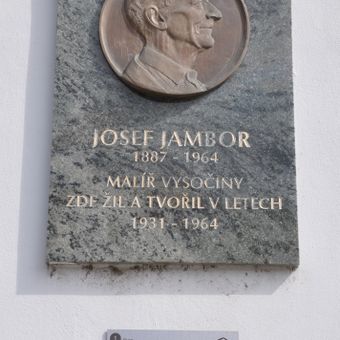 JOSEF JAMBOR
1887 - 1964
MALÍŘ VYSOČINY
ZDE ŽIL A TVOŘIL V LETECH
1931 - 1964